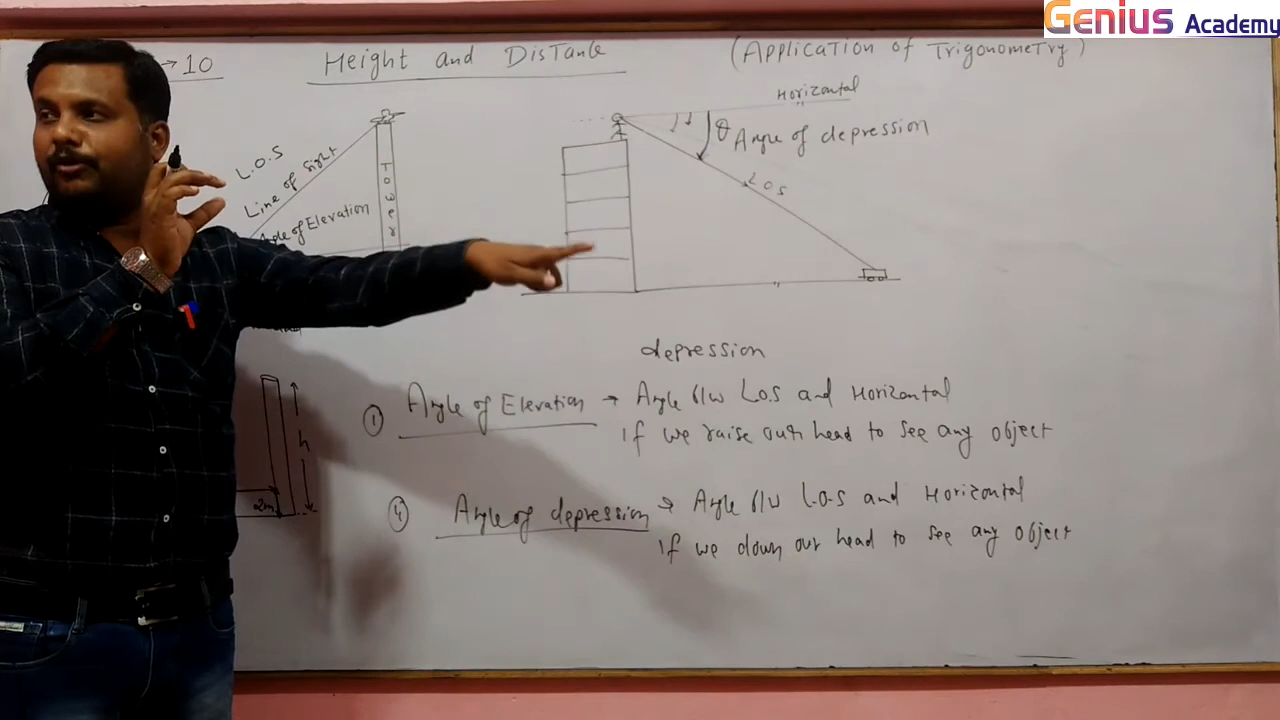 Genius Academy
→ 10
Height and Distance
(Application of Trigonometry)
Horizontal
θ Angle of depression
L.O.S
Line of Sight
Angle of Elevation
Tower
L O S
depression
① Angle of Elevation → Angle b/w L.O.S and Horizontal
If we raise our head to see any object
h
2m
Angle of depression → Angle b/w L.O.S and Horizontal
If we down our head to see any object